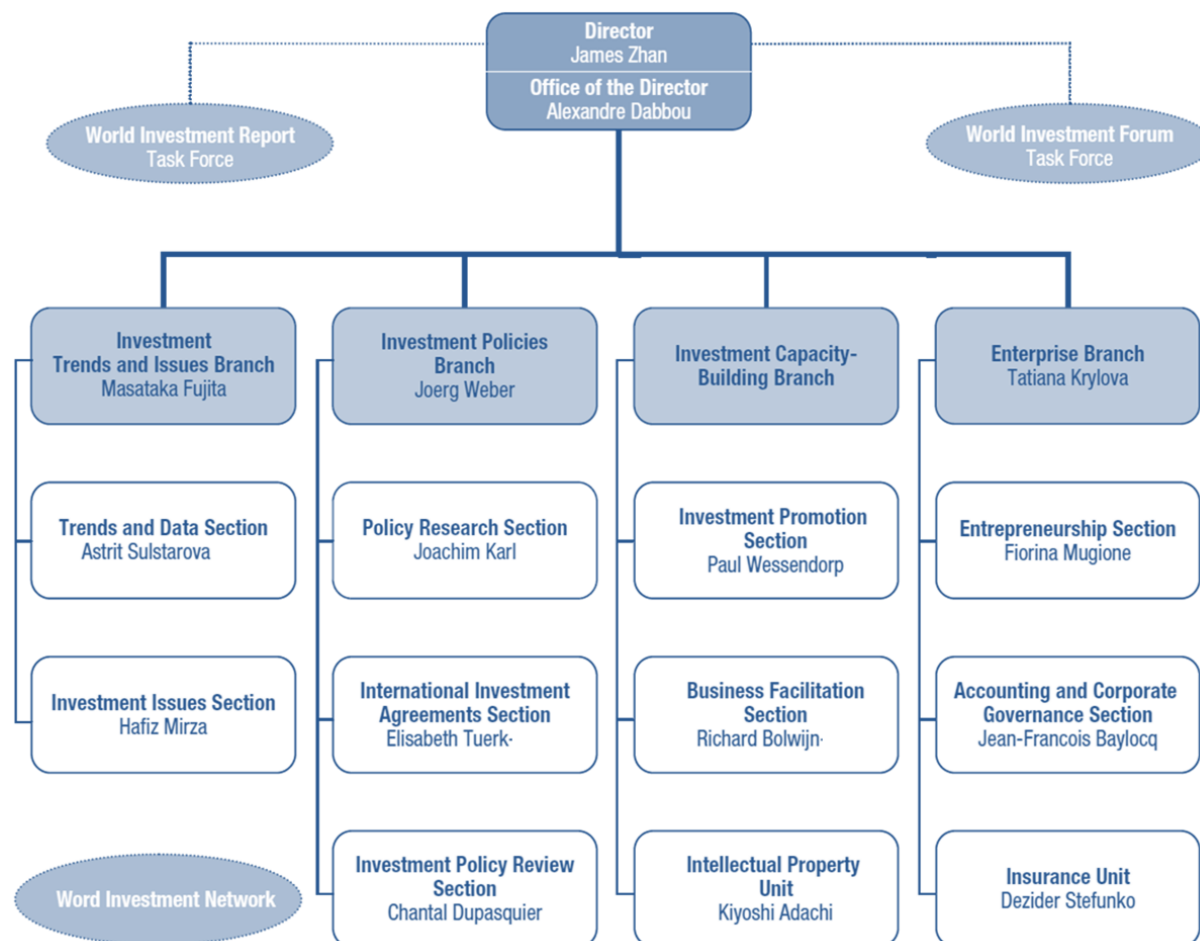 Director
James Zhan
Office of the Director
Alexandre Dabbou
World Investment Report
Task Force
World Investment Forum
Task Force
Investment
Trends and Issues Branch
Masataka Fujita
Investment Policies
Branch
Joerg Weber
Investment Capacity-
Building Branch
Enterprise Branch
Tatiana Krylova
Trends and Data Section
Astrit Sulstarova
Policy Research Section
Joachim Karl
Investment Promotion
Section
Paul Wessendorp
Entrepreneurship Section
Fiorina Mugione
Investment Issues Section
Hafiz Mirza
International Investment
Agreements Section
Elisabeth Tuerk·
Business Facilitation
Section
Richard Bolwijn·
Accounting and Corporate
Governance Section
Jean-Francois Baylocq
Word Investment Network
Investment Policy Review
Section
Chantal Dupasquier
Intellectual Property
Unit
Kiyoshi Adachi
Insurance Unit
Dezider Stefunko